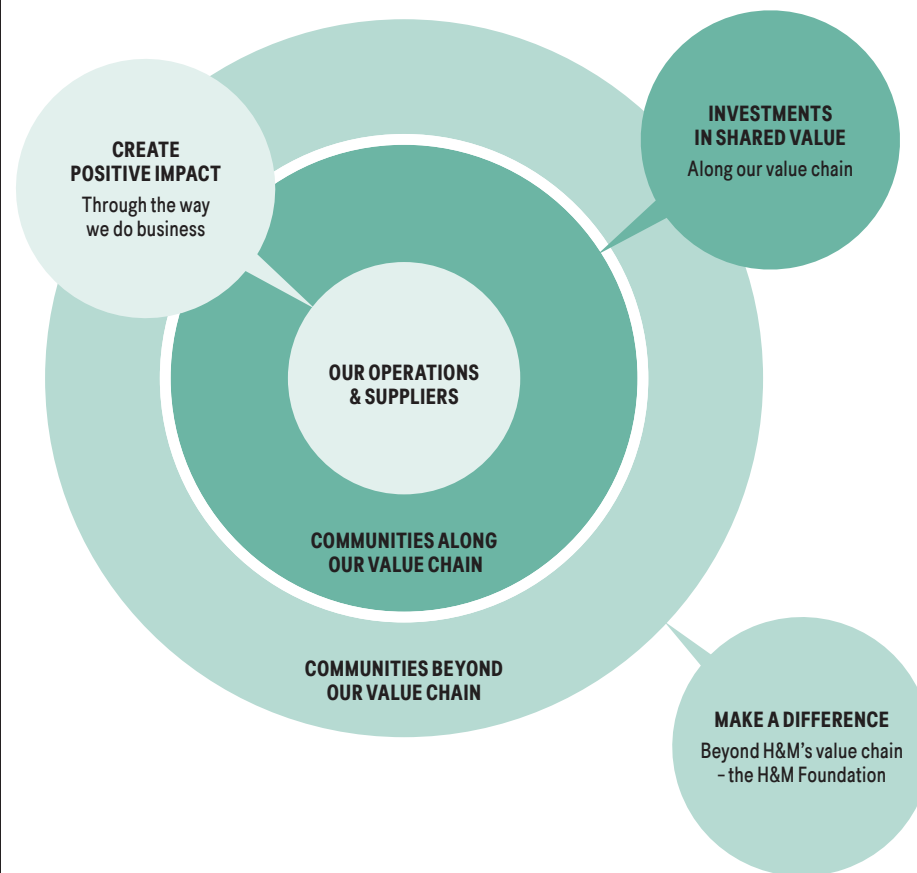 CREATE
POSITIVE IMPACT
Through the way
we do business
INVESTMENTS
IN SHARED VALUE
Along our value chain
OUR OPERATIONS
& SUPPLIERS
COMMUNITIES ALONG
OUR VALUE CHAIN
COMMUNITIES BEYOND
OUR VALUE CHAIN
MAKE A DIFFERENCE
Beyond H&M's value chain
– the H&M Foundation